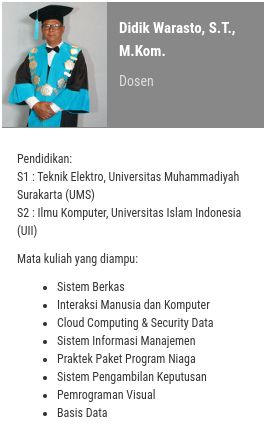 Didik Warasto, S.T.,
M.Kom.
Dosen
Pendidikan:
S1 : Teknik Elektro, Universitas Muhammadiyah
Surakarta (UMS)
S2 : Ilmu Komputer, Universitas Islam Indonesia
(UII)
Mata kuliah yang diampu:
Sistem Berkas
Interaksi Manusia dan Komputer
Cloud Computing & Security Data
Sistem Informasi Manajemen
Praktek Paket Program Niaga
Sistem Pengambilan Keputusan
Pemrograman Visual
Basis Data